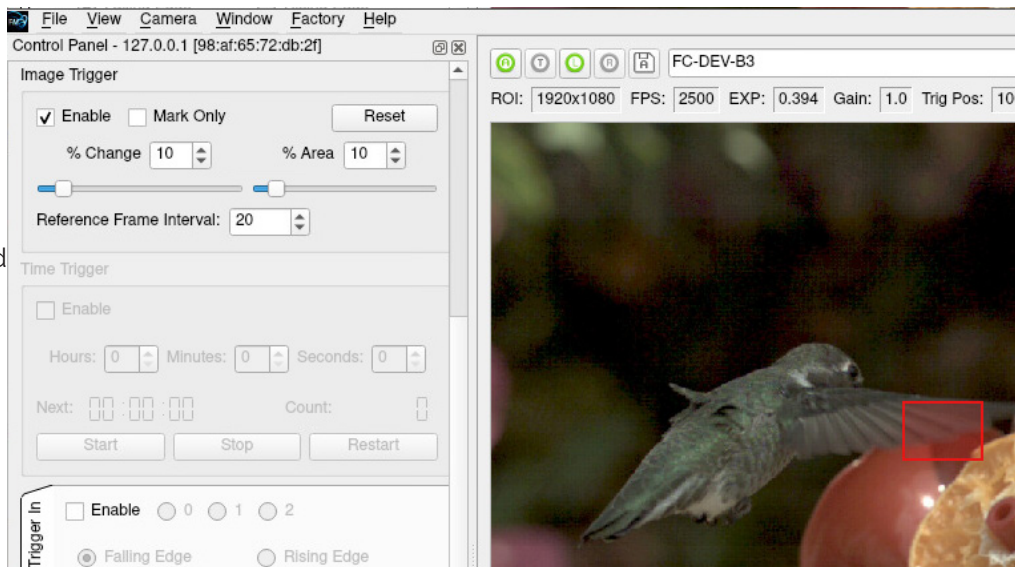 File View Camera Window Factory Help
Control Panel - 127.0.0.1 [98:af:65:72:db:2f]
Image Trigger
Enable Mark Only Reset
% Change 10 % Area 10
Reference Frame Interval: 20
d
Time Trigger
Enable
Hours: 0 Minutes: 0 Seconds: 0
Next: 00:00:00 Count: 0
Start Stop Restart
Trigger In
Enable 0 1 2
Falling Edge Rising Edge
A T L R A FC-DEV-B3
ROI: 1920x1080 FPS: 2500 EXP: 0.394 Gain: 1.0 Trig Pos: 10